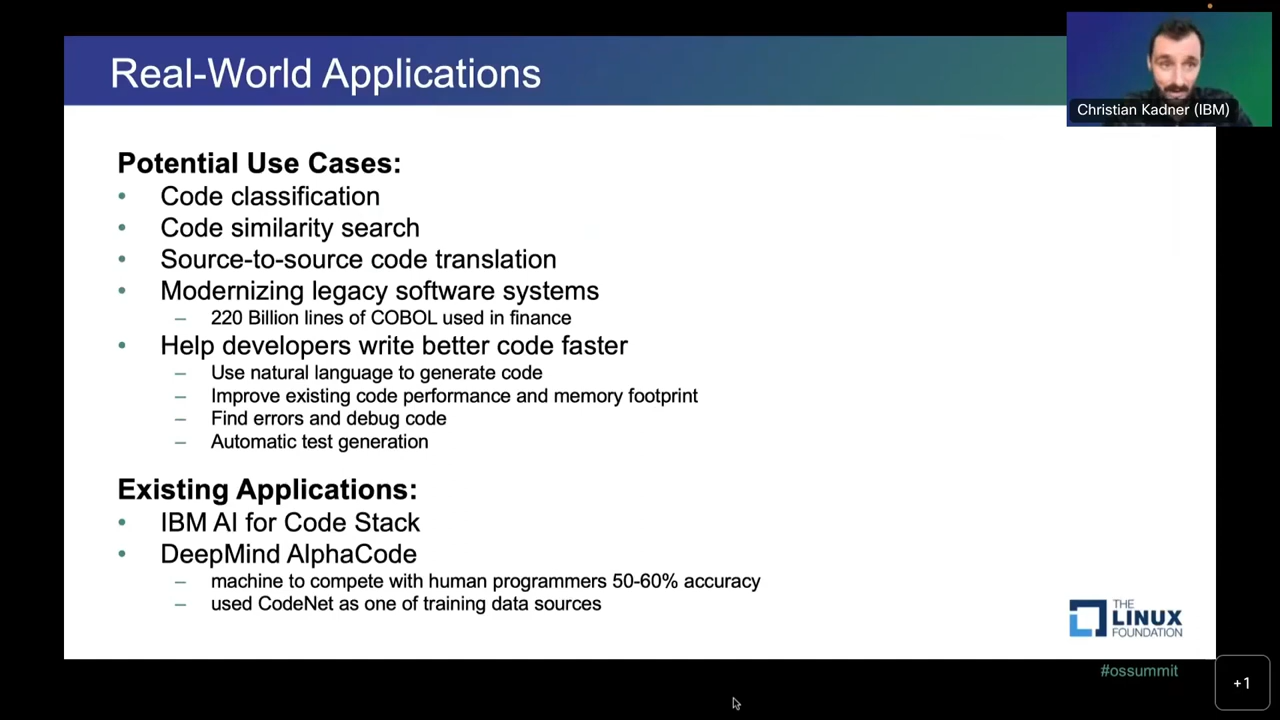 Real-World Applications
Christian Kadner (IBM)
Potential Use Cases:
• Code classification
• Code similarity search
• Source-to-source code translation
• Modernizing legacy software systems
– 220 Billion lines of COBOL used in finance
• Help developers write better code faster
– Use natural language to generate code
– Improve existing code performance and memory footprint
– Find errors and debug code
– Automatic test generation
Existing Applications:
• IBM AI for Code Stack
• DeepMind AlphaCode
– machine to compete with human programmers 50-60% accuracy
– used CodeNet as one of training data sources
THE
LINUX
FOUNDATION
#ossummit
+1